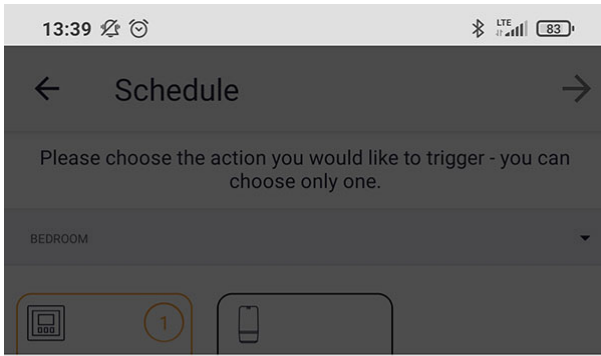 13:39 LTE 83
Schedule
Please choose the action you would like to trigger - you can
choose only one.
BEDROOM
1